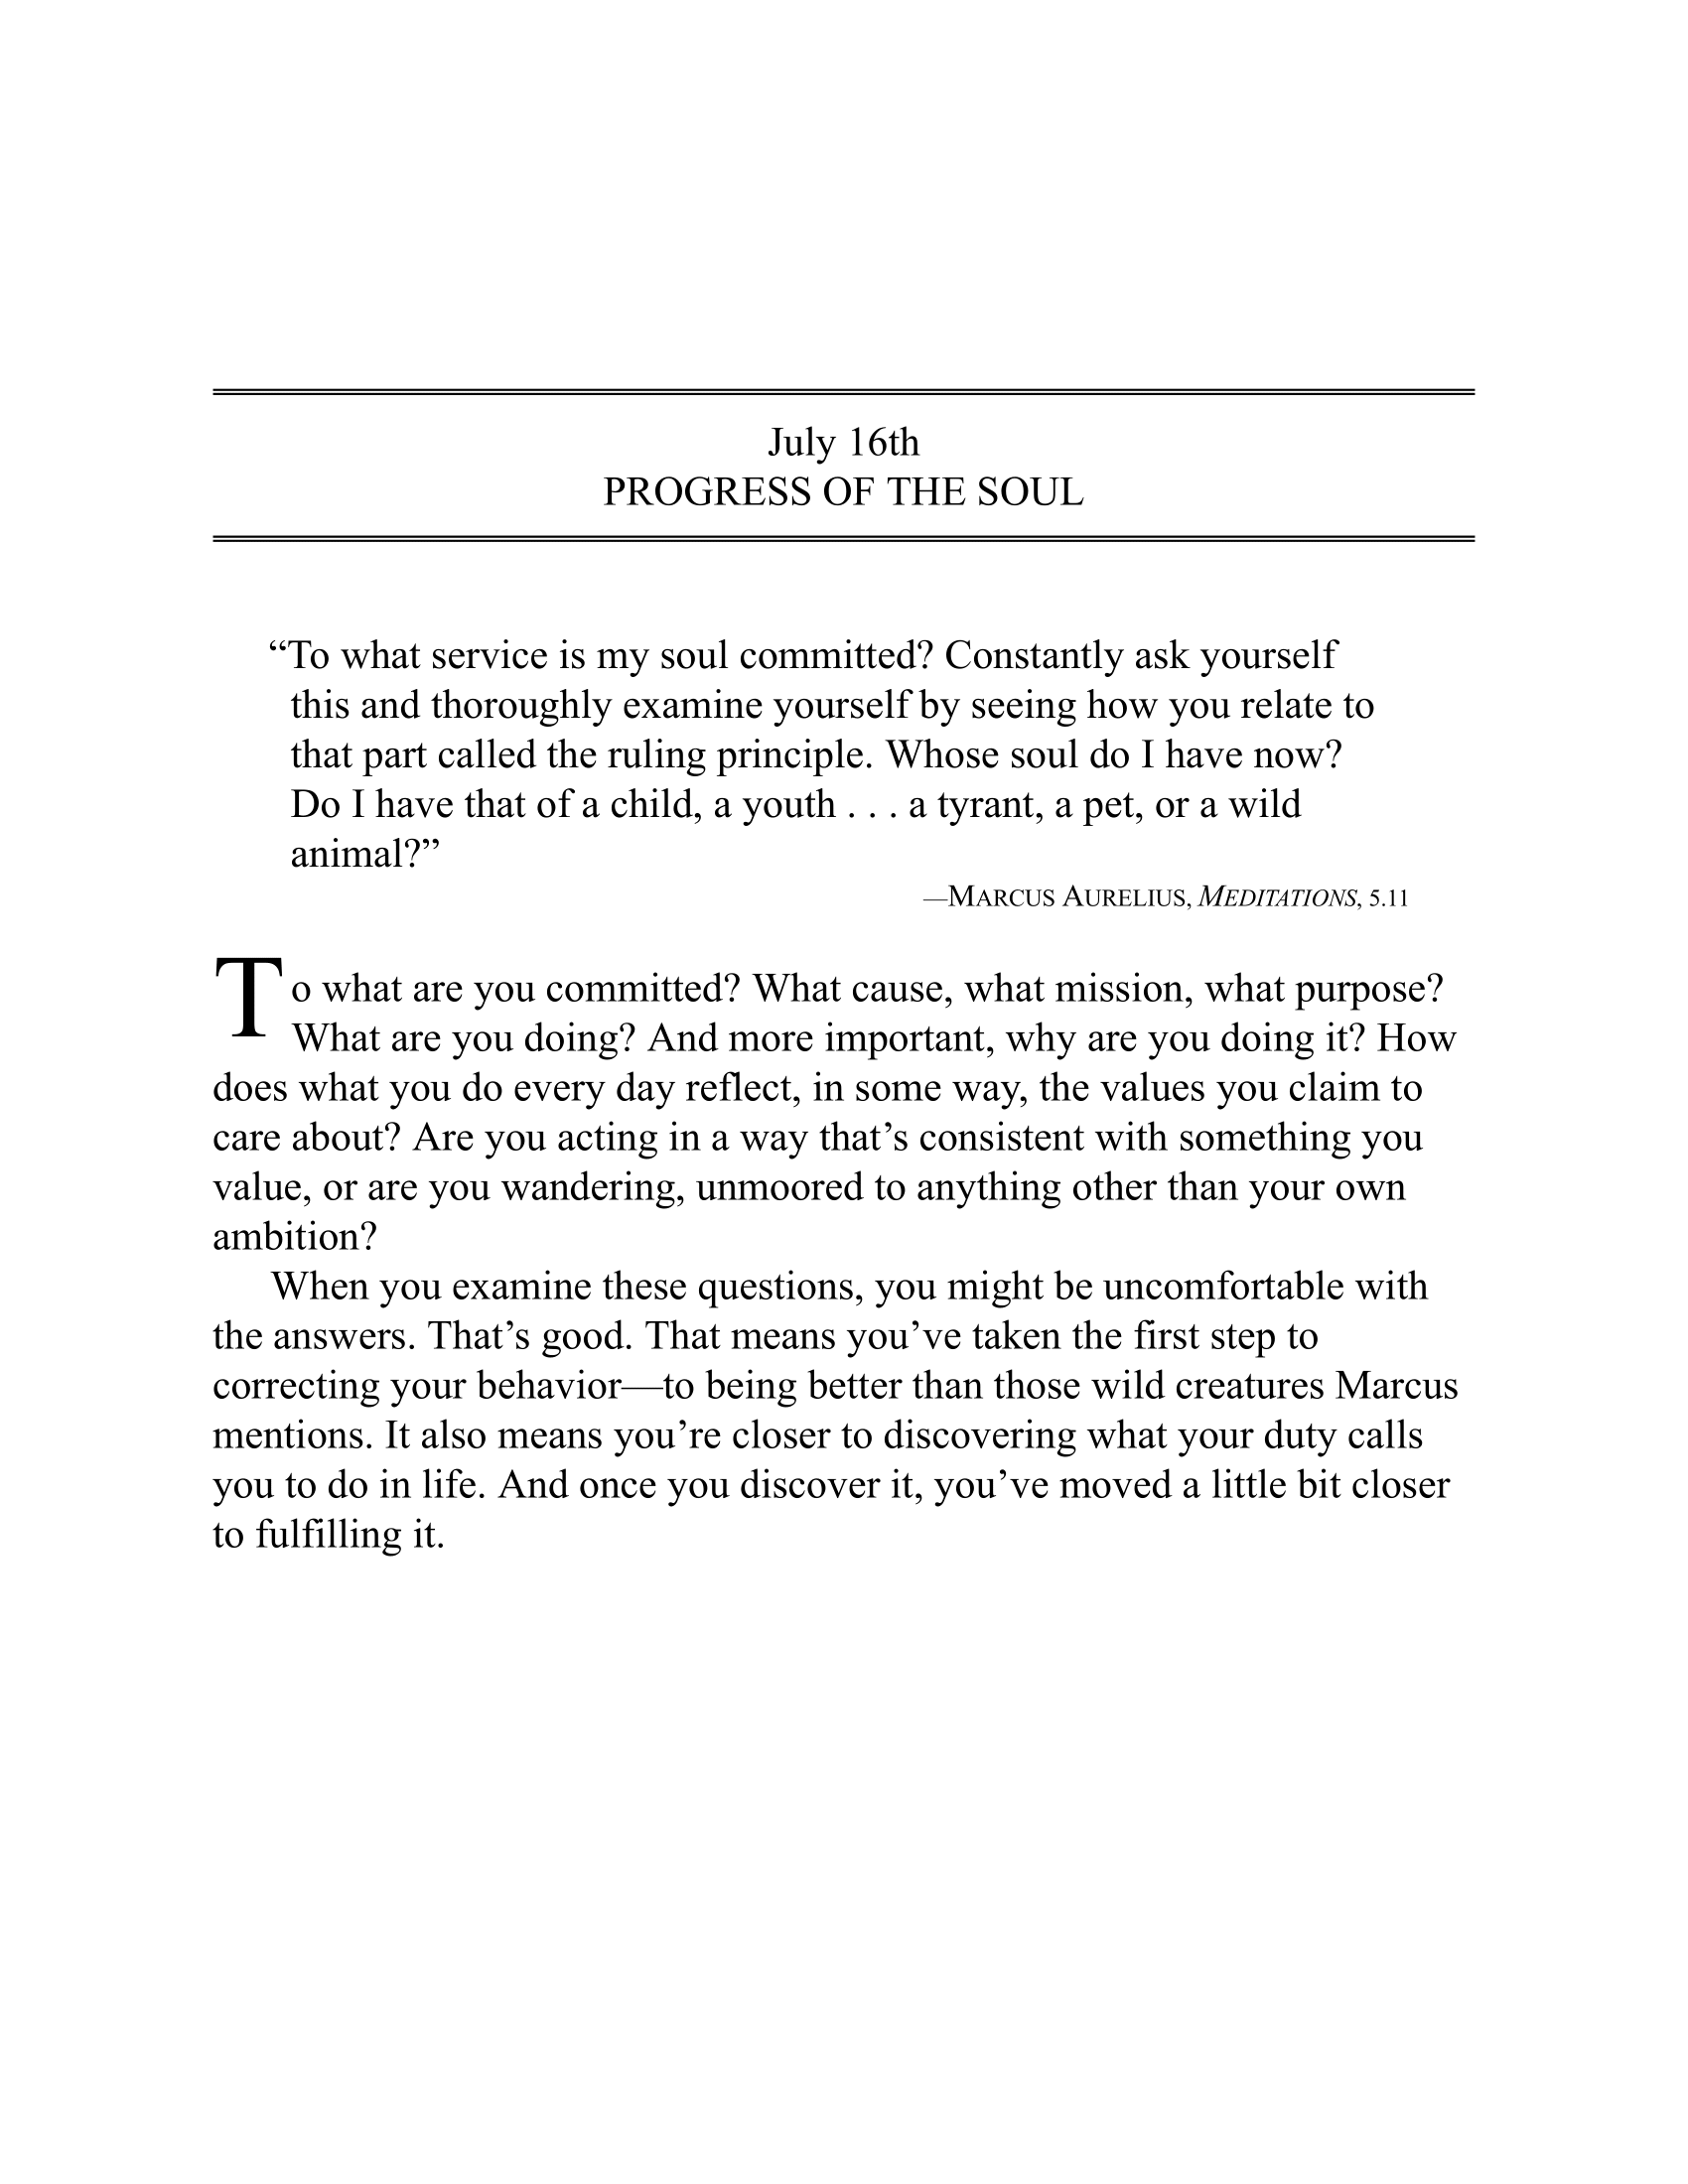 July 16th
PROGRESS OF THE SOUL
“To what service is my soul committed? Constantly ask yourself
this and thoroughly examine yourself by seeing how you relate to
that part called the ruling principle. Whose soul do I have now?
Do I have that of a child, a youth . . . a tyrant, a pet, or a wild
animal?”
—MARCUS AURELIUS, MEDITATIONS, 5.11
To what are you committed? What cause, what mission, what purpose?
What are you doing? And more important, why are you doing it? How
does what you do every day reflect, in some way, the values you claim to
care about? Are you acting in a way that’s consistent with something you
value, or are you wandering, unmoored to anything other than your own
ambition?
When you examine these questions, you might be uncomfortable with
the answers. That’s good. That means you’ve taken the first step to
correcting your behavior—to being better than those wild creatures Marcus
mentions. It also means you’re closer to discovering what your duty calls
you to do in life. And once you discover it, you’ve moved a little bit closer
to fulfilling it.